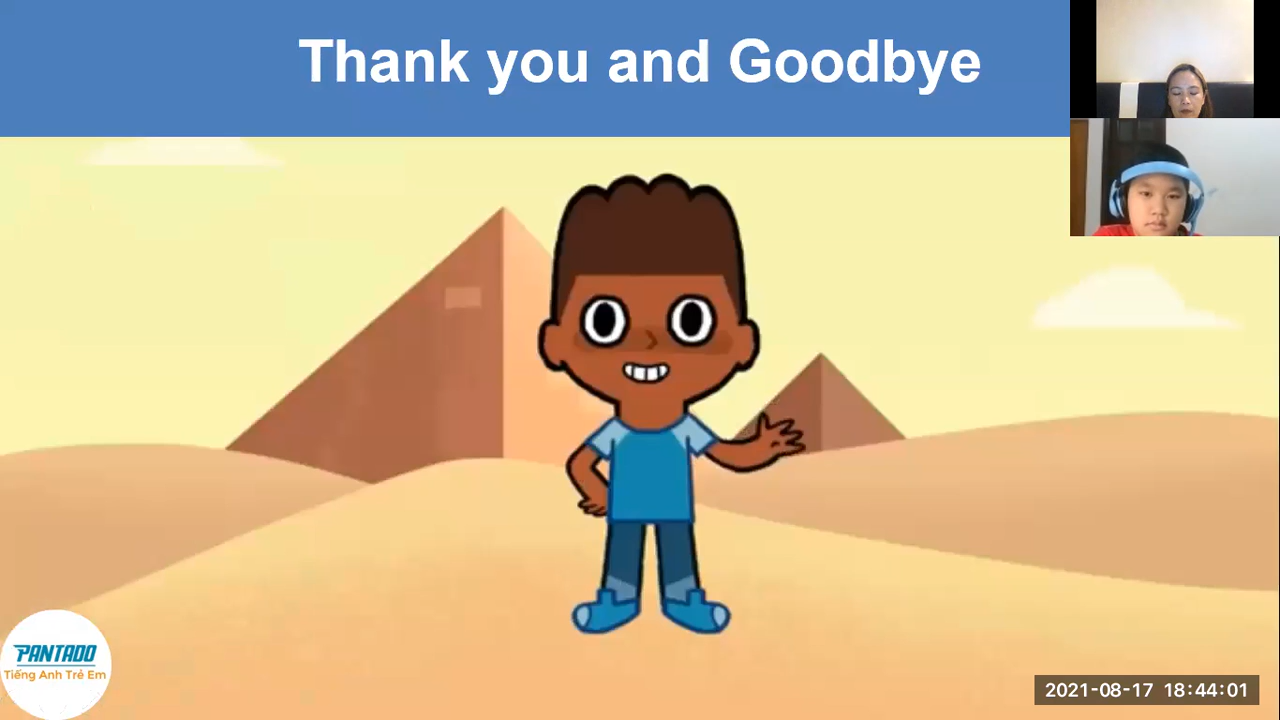 Thank you and Goodbye
PANTADO
Tiếng Anh Trẻ Em
2021-08-17 18:44:01